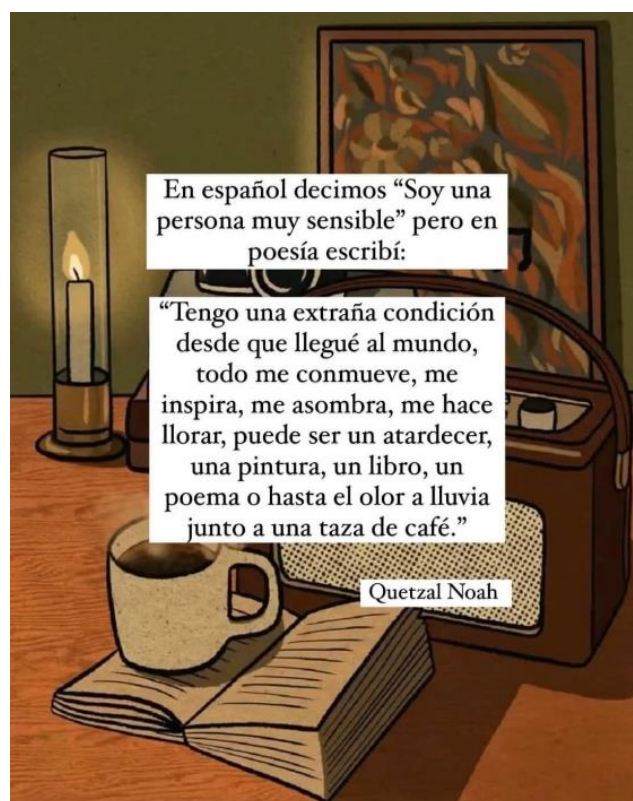 En español decimos “Soy una
persona muy sensible” pero en
poesía escribí:
“Tengo una extraña condición
desde que llegué al mundo,
todo me conmueve, me
inspira, me asombra, me hace
llorar, puede ser un atardecer,
una pintura, un libro, un
poema o hasta el olor a lluvia
junto a una taza de café.”
Quetzal Noah